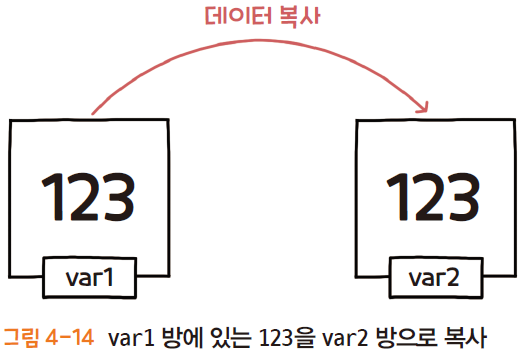 데이터 복사
123 123
var1 var2
그림 4-14 var1 방에 있는 123을 var2 방으로 복사